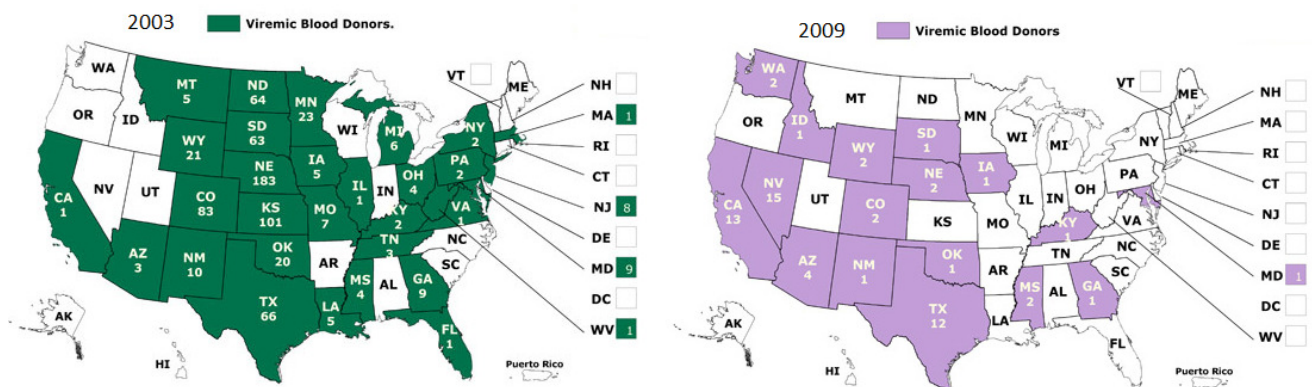 2003
Viremic Blood Donors.
WA
OR
ID
MT
5
ND
64
MN
23
WI
MI
6
NY
2
VT
ME
NH
MA 1
RI
CT
NJ 8
DE
MD 9
DC
WV 1
SD
63
WY
21
NE
183
IA
5
IL
1
IN
OH
4
PA
2
CA
1
NV
UT
CO
83
KS
101
MO
7
KY
2
VA
1
AZ
3
NM
10
OK
20
AR
TN
3
NC
SC
TX
66
LA
5
MS
4
AL
GA
9
FL
1
AK
HI
Puerto Rico
2009
Viremic Blood Donors
WA
2
OR
ID
1
MT
ND
MN
WI
MI
NY
VT
ME
NH
MA
RI
CT
NJ
DE
MD 1
DC
WV
SD
1
WY
2
NE
2
IA
1
IL
IN
OH
PA
CA
13
NV
15
UT
CO
2
KS
MO
KY
1
VA
AZ
4
NM
1
OK
1
AR
TN
NC
SC
TX
12
LA
MS
2
AL
GA
1
FL
AK
HI
Puerto Rico